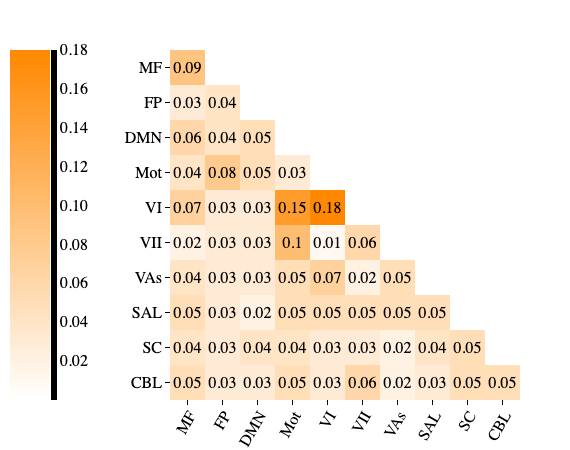 0.18
0.16
0.14
0.12
0.10
0.08
0.06
0.04
0.02
MF 0.09
FP 0.03 0.04
DMN 0.06 0.04 0.05
Mot 0.04 0.08 0.05 0.03
VI 0.07 0.03 0.03 0.15 0.18
VII 0.02 0.03 0.03 0.1 0.01 0.06
VAs 0.04 0.03 0.03 0.05 0.07 0.02 0.05
SAL 0.05 0.03 0.02 0.05 0.05 0.05 0.05 0.05
SC 0.04 0.03 0.04 0.04 0.03 0.03 0.02 0.04 0.05
CBL 0.05 0.03 0.03 0.05 0.03 0.06 0.02 0.03 0.05 0.05
MF FP DMN Mot VI VII VAs SAL SC CBL